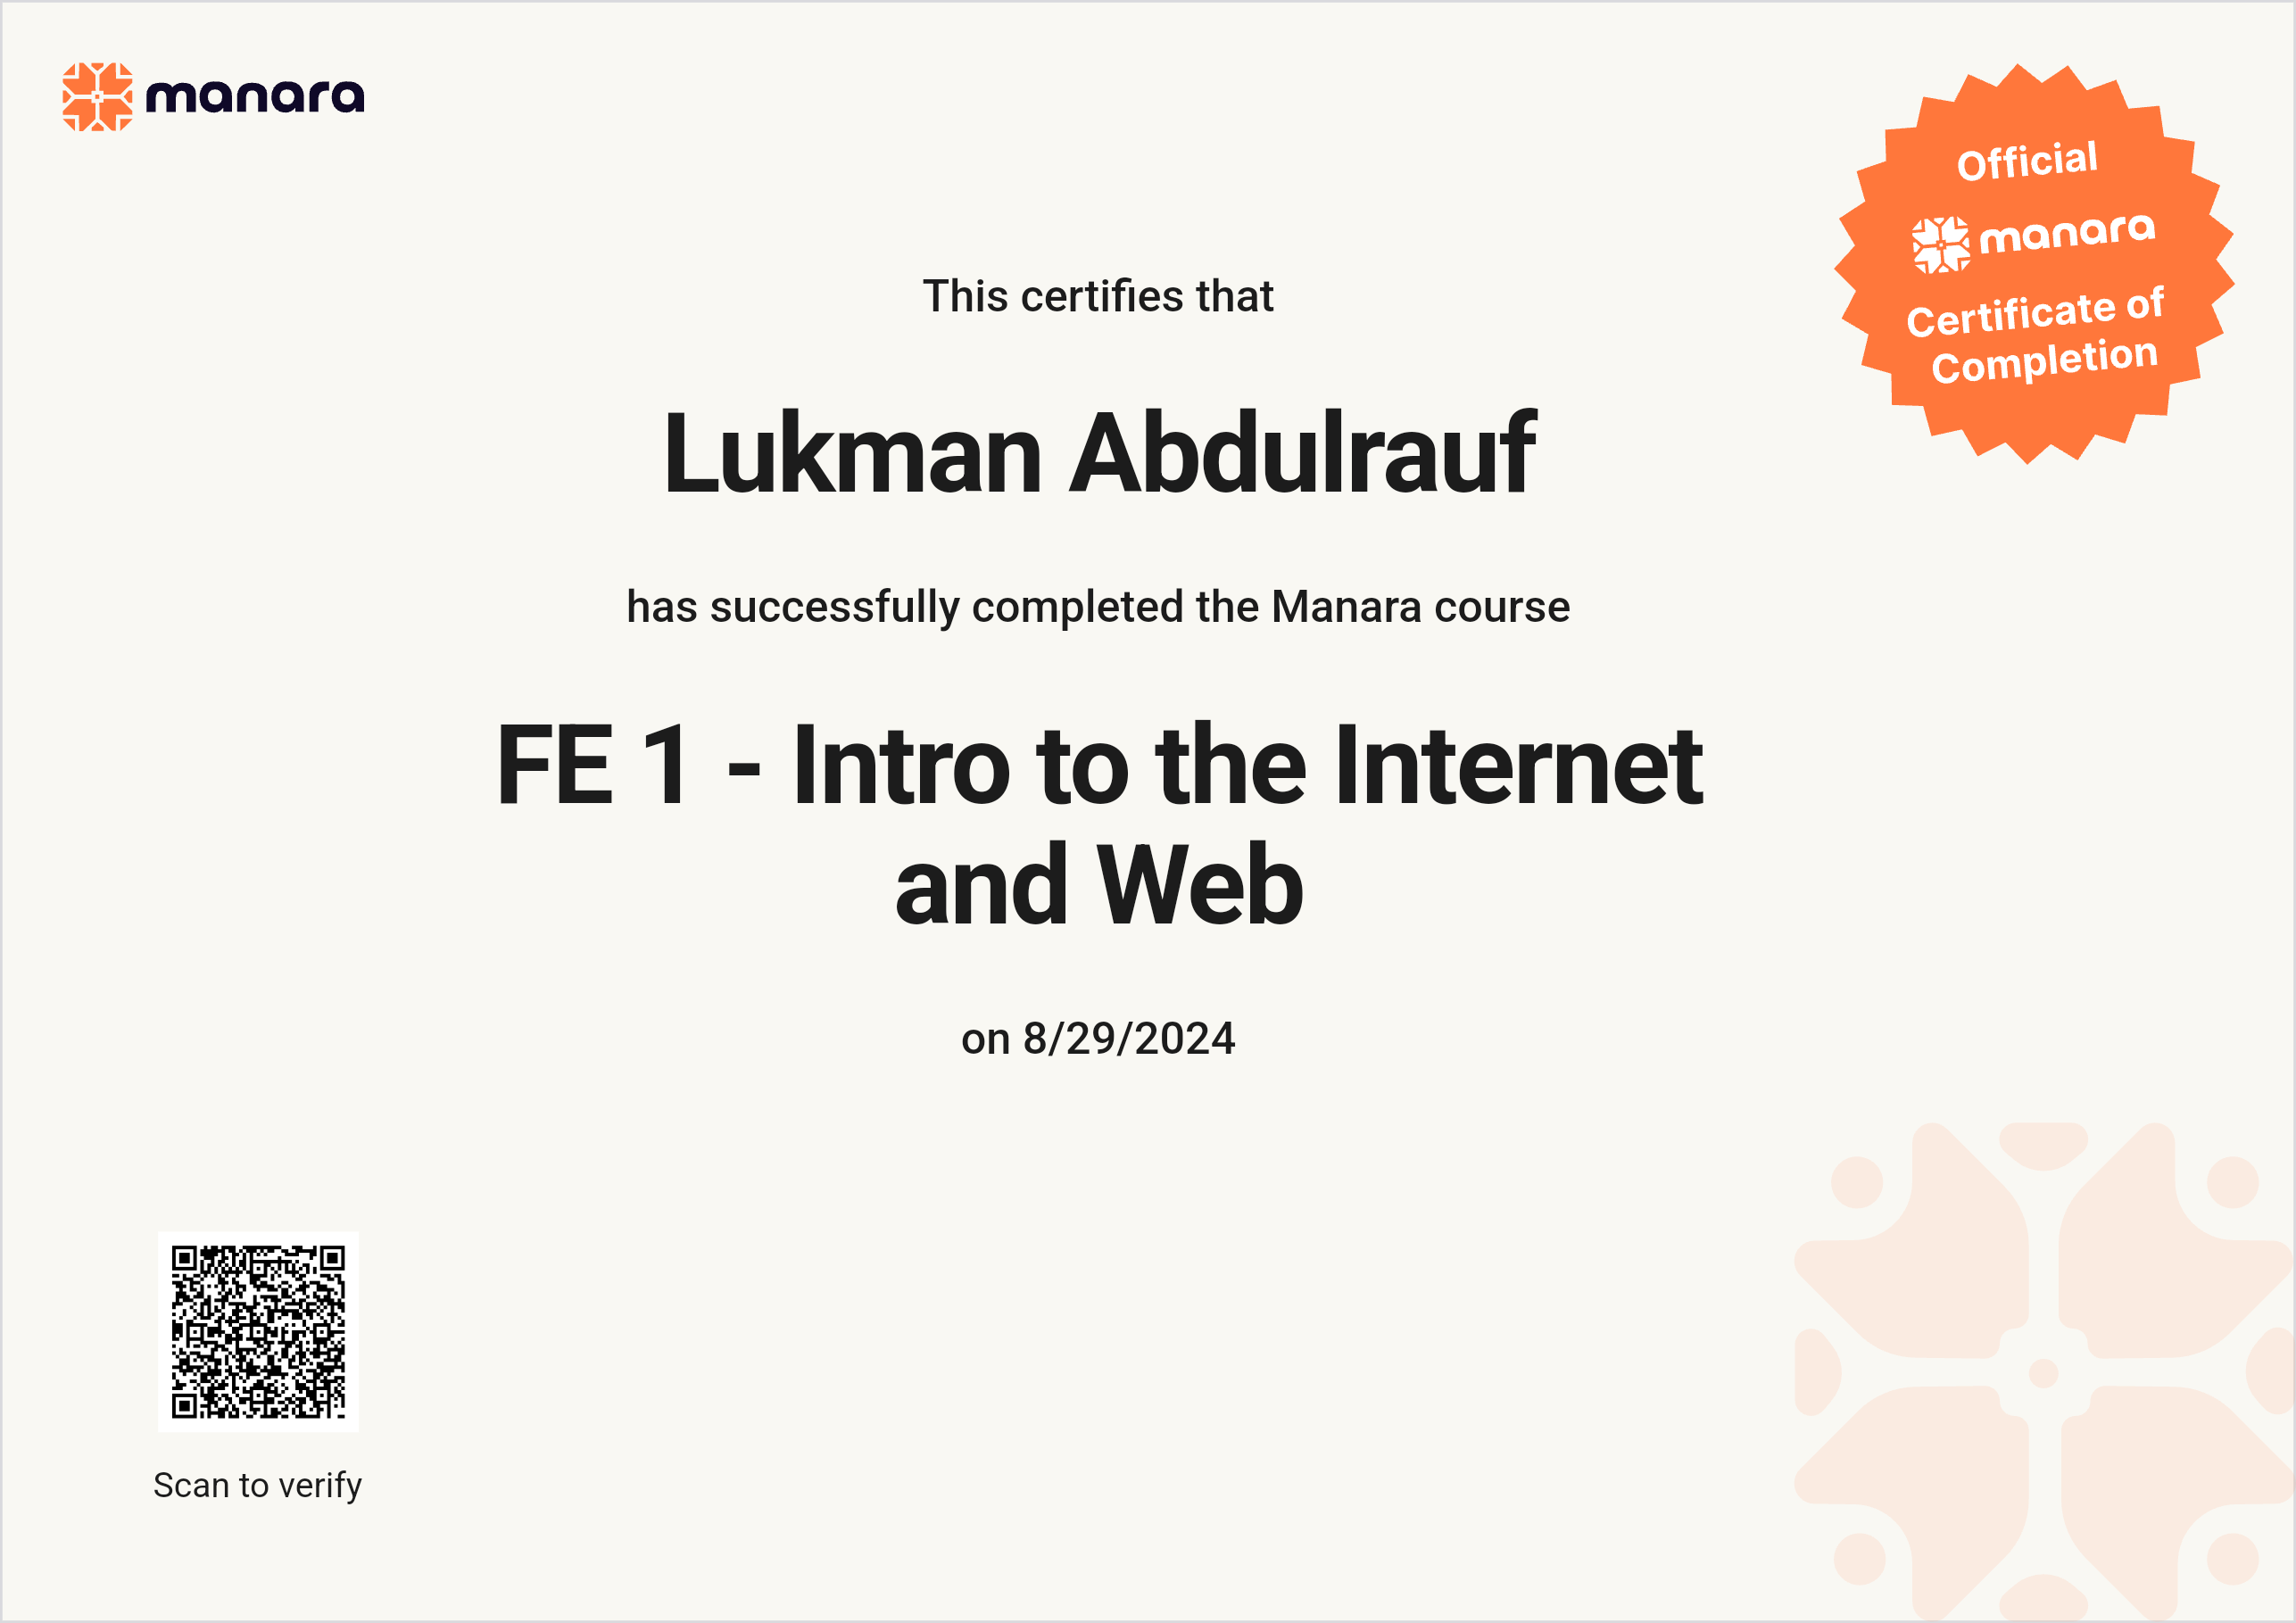 manara
Official
manara
Certificate of
Completion
This certifies that
Lukman Abdulrauf
has successfully completed the Manara course
FE 1 - Intro to the Internet
and Web
on 8/29/2024
Scan to verify